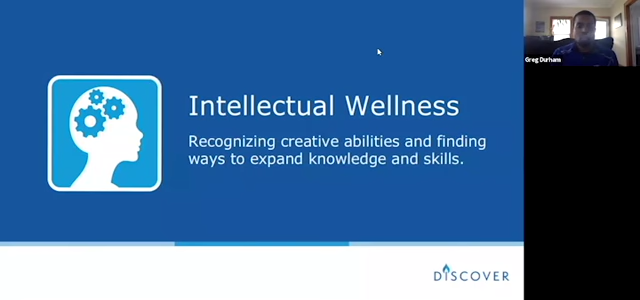 Greg Durham
Intellectual Wellness
Recognizing creative abilities and finding
ways to expand knowledge and skills.
DISCOVER